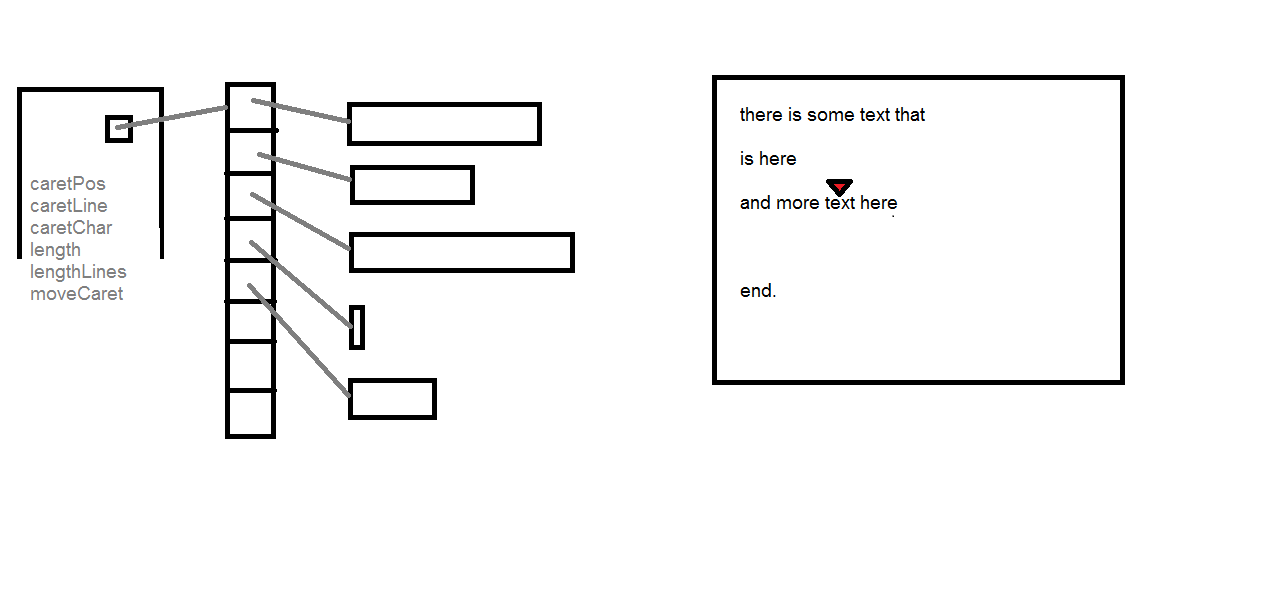 caretPos
caretLine
caretChar
length
lengthLines
moveCaret
there is some text that
is here
and more text here
end.